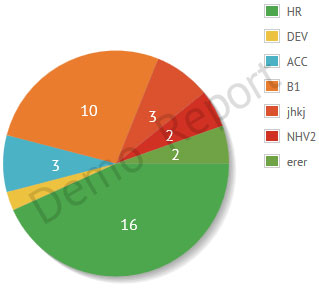 HR
DEV
ACC
B1
jhkj
NHV2
erer
10
3
2
2
3
16
Demo Report